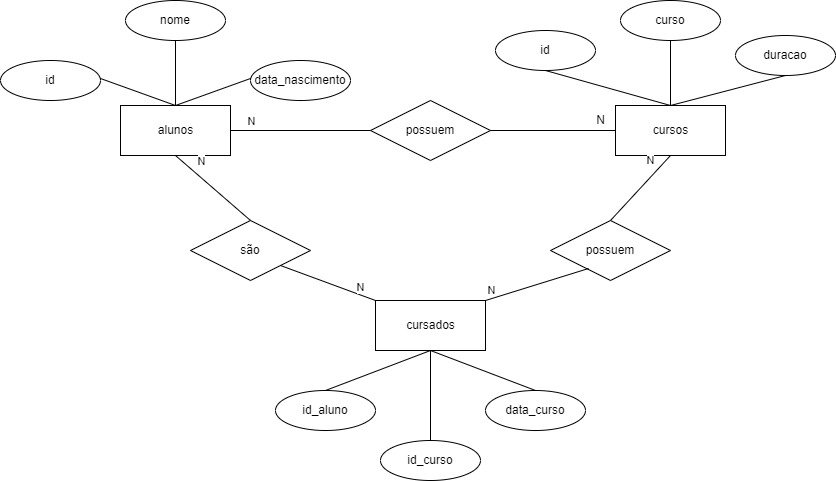 nome
curso
id
duracao
id
data_nascimento
alunos
N
possuem
N
cursos
N
N
são
possuem
N
N
cursados
id_aluno
data_curso
id_curso